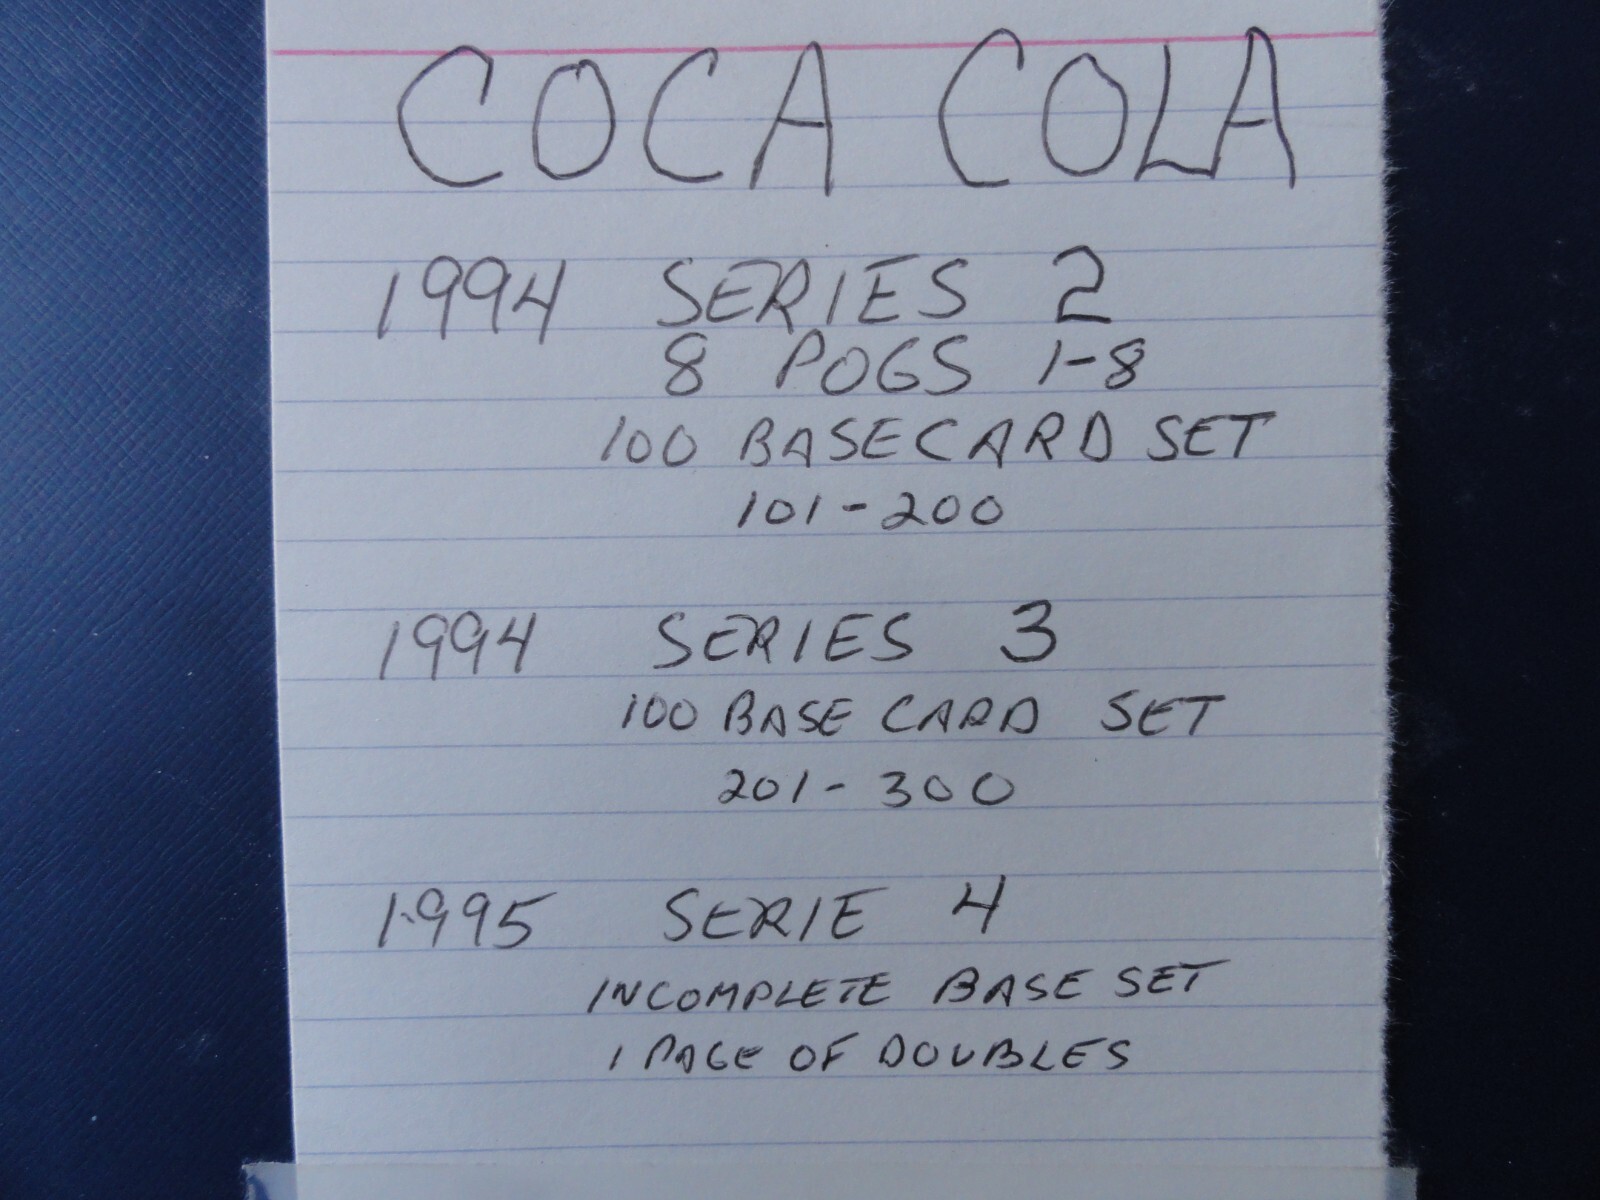 COCA COLA
1994 SERIES 2
8 POGS 1-8
100 BASECARD SET
101-200
1994 SERIES 3
100 BASE CARD SET
201-300
1995 SERIE 4
INCOMPLETE BASE SET
1 PAGE OF DOUBLES